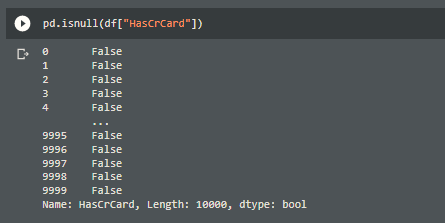 pd.isnull(df["HasCrCard"])
0       False
1       False
2       False
3       False
4       False
        ...
9995    False
9996    False
9997    False
9998    False
9999    False
Name: HasCrCard, Length: 10000, dtype: bool